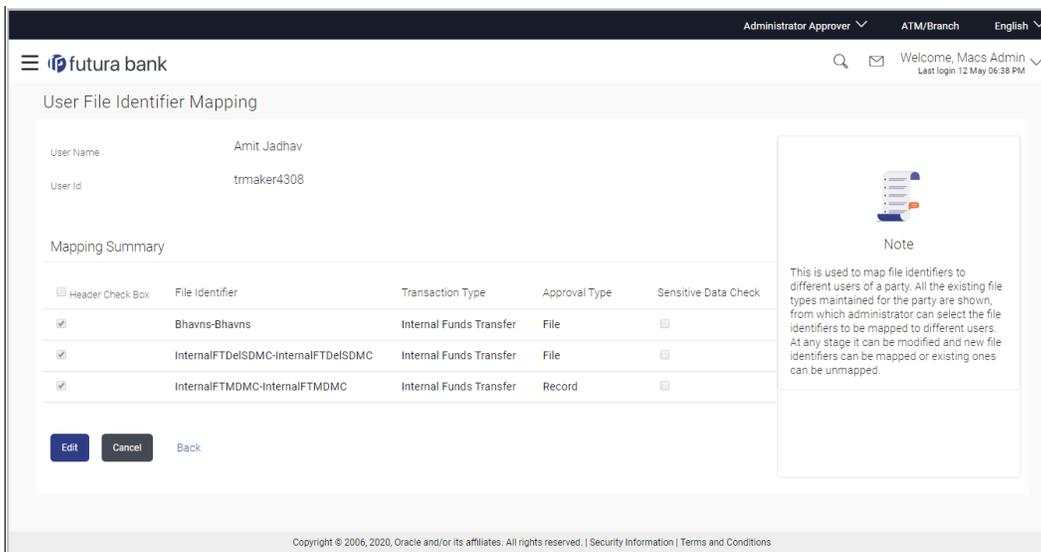 Administrator Approver ATM/Branch English
futura bank Welcome, Macs Admin
Last login 12 May 06:38 PM
User File Identifier Mapping
User Name Amit Jadhav
User Id trmaker4308
Mapping Summary
Header Check Box File Identifier Transaction Type Approval Type Sensitive Data Check
Bhavns-Bhavns Internal Funds Transfer File
InternalFTDelSDMC-InternalFTDelSDMC Internal Funds Transfer File
InternalFTMDMC-InternalFTMDMC Internal Funds Transfer Record
Edit Cancel Back
Note
This is used to map file identifiers to
different users of a party. All the existing file
types maintained for the party are shown,
from which administrator can select the file
identifiers to be mapped to different users.
At any stage it can be modified and new file
identifiers can be mapped or existing ones
can be unmapped.
Copyright © 2006, 2020, Oracle and/or its affiliates. All rights reserved. | Security Information | Terms and Conditions